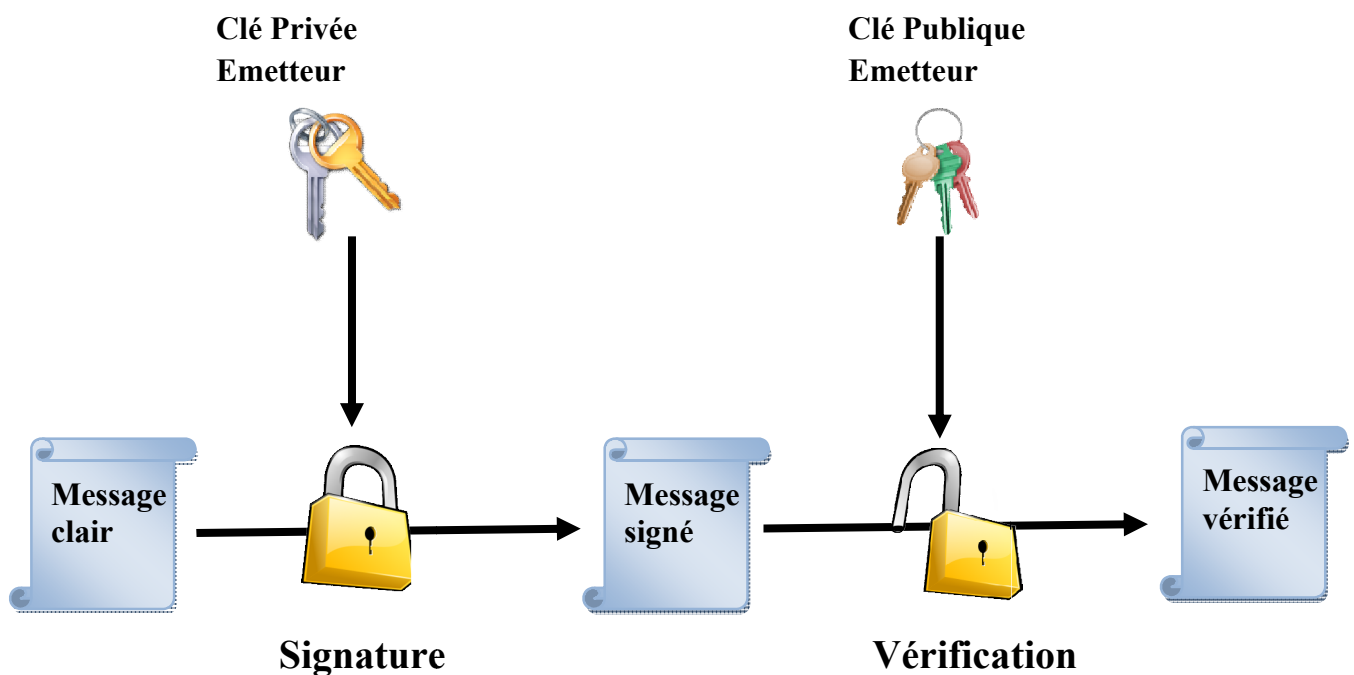 Clé Privée
Emetteur
Clé Publique
Emetteur
Message
clair
Message
signé
Message
vérifié
Signature
Vérification